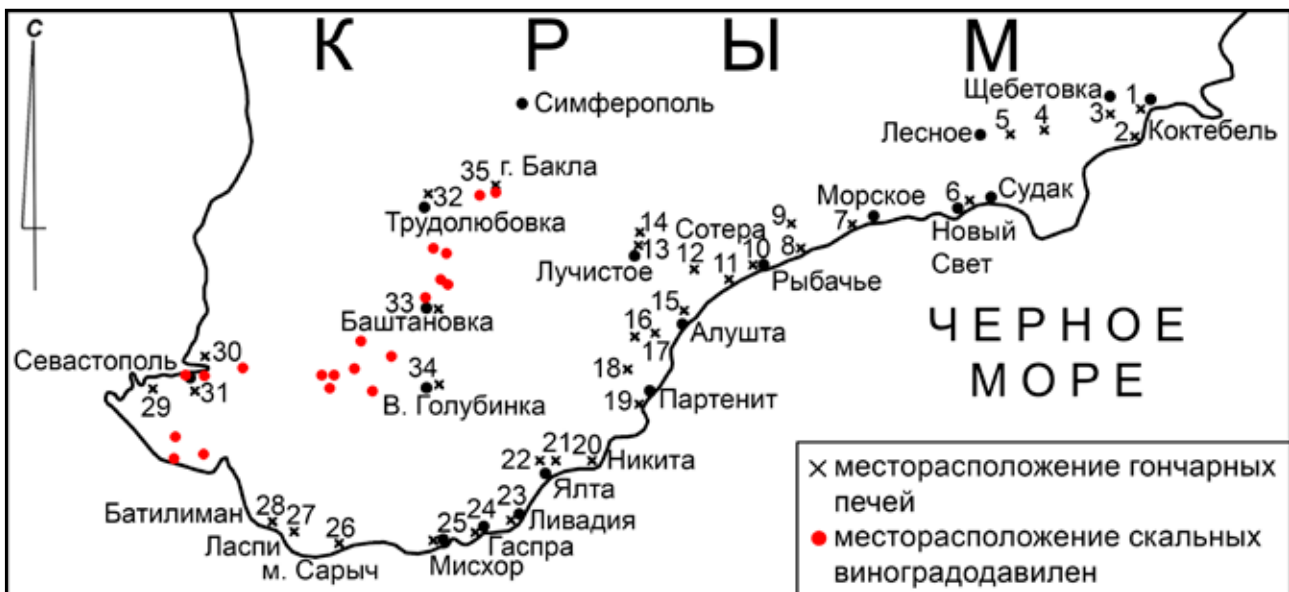 К Р Ы М
С
Симферополь
Щебетовка
1
3
4
5
Лесное
2
Коктебель
35
г. Бакла
32
Трудолюбовка
Морское
6
Судак
Новый
Свет
14
Сотера
9
7
13
8
Лучистое
12
10
11
Рыбачье
33
Баштановка
15
Алушта
16
17
ЧЕРНОЕ
МОРЕ
Севастополь
30
34
18
29
31
В. Голубинка
19
Партенит
22
21
20
Никита
Ялта
28
27
26
25
24
23
Ливадия
Батилиман
Ласпи
Гаспра
м. Сарыч
Мисхор
× месторасположение гончарных
печей
месторасположение скальных
виноградодавилен